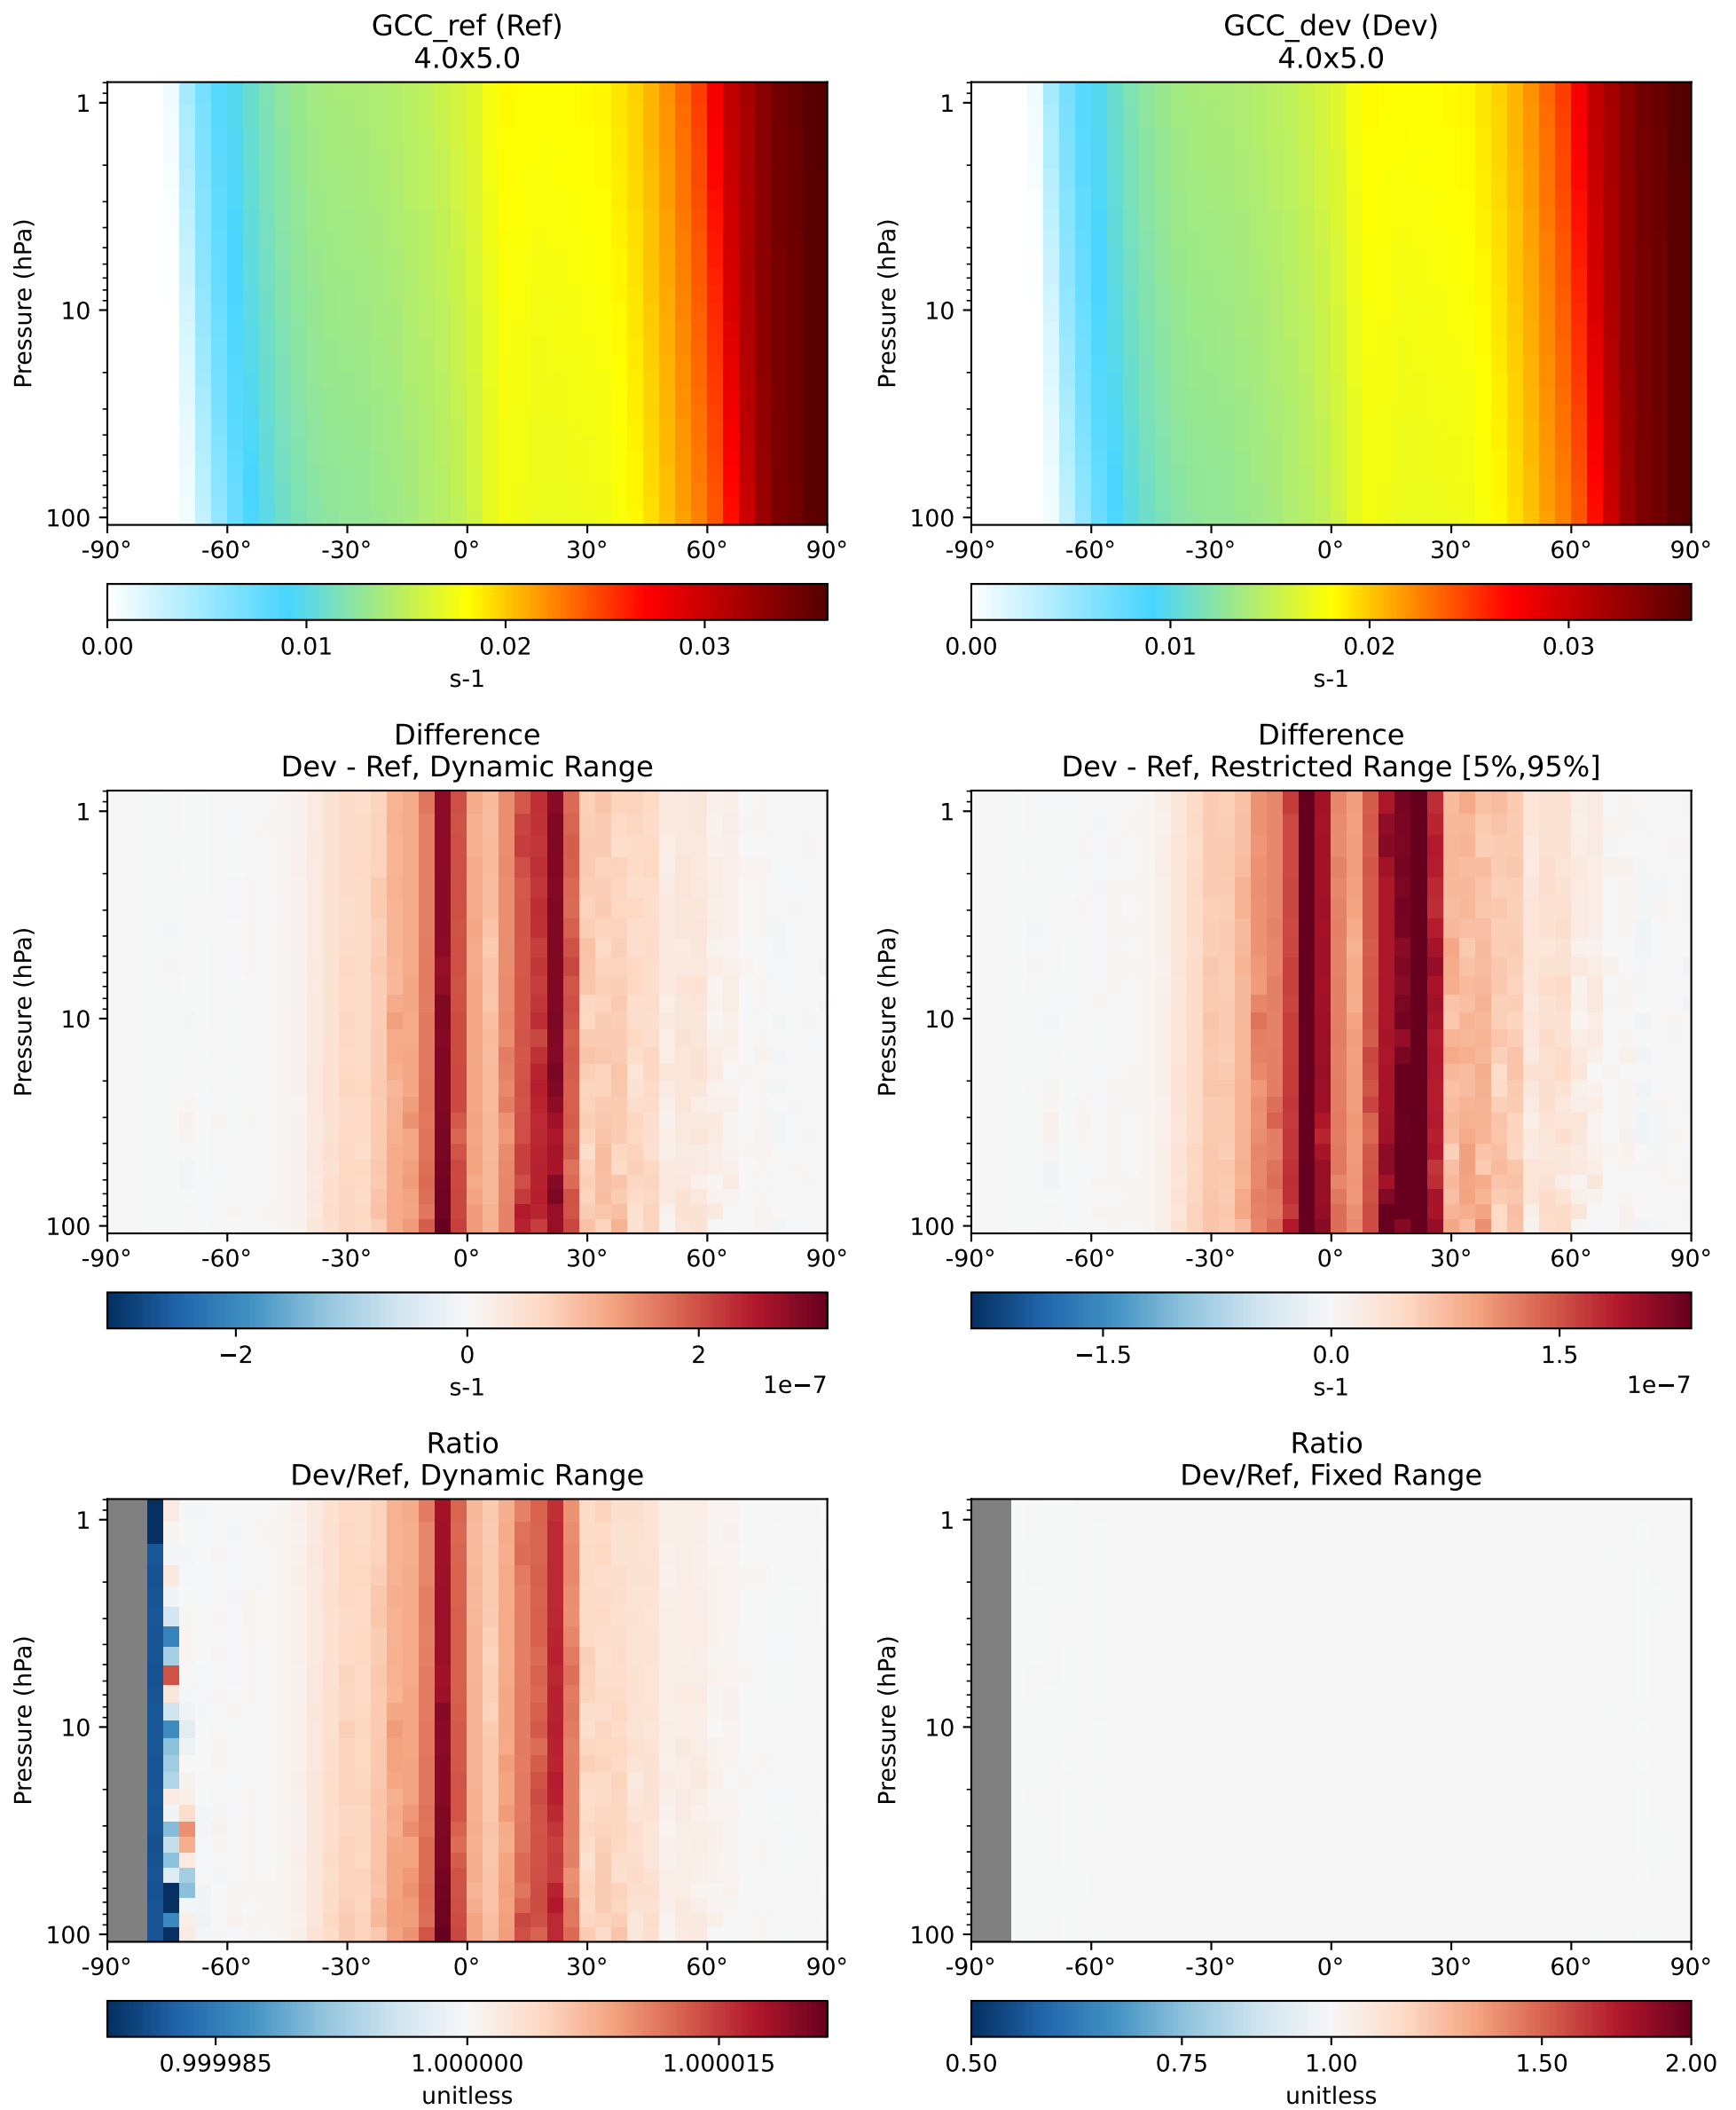 GCC_ref (Ref)
4.0x5.0
GCC_dev (Dev)
4.0x5.0
Pressure (hPa)
1
10
100
-90° -60° -30° 0° 30° 60° 90°
Pressure (hPa)
1
10
100
-90° -60° -30° 0° 30° 60° 90°
0.00 0.01 0.02 0.03
s-1
0.00 0.01 0.02 0.03
s-1
Difference
Dev - Ref, Dynamic Range
Difference
Dev - Ref, Restricted Range [5%,95%]
Pressure (hPa)
1
10
100
-90° -60° -30° 0° 30° 60° 90°
Pressure (hPa)
1
10
100
-90° -60° -30° 0° 30° 60° 90°
−2 0 2
s-1
1e−7
−1.5 0.0 1.5
s-1
1e−7
Ratio
Dev/Ref, Dynamic Range
Ratio
Dev/Ref, Fixed Range
Pressure (hPa)
1
10
100
-90° -60° -30° 0° 30° 60° 90°
Pressure (hPa)
1
10
100
-90° -60° -30° 0° 30° 60° 90°
0.999985 1.000000 1.000015
unitless
0.50 0.75 1.00 1.50 2.00
unitless